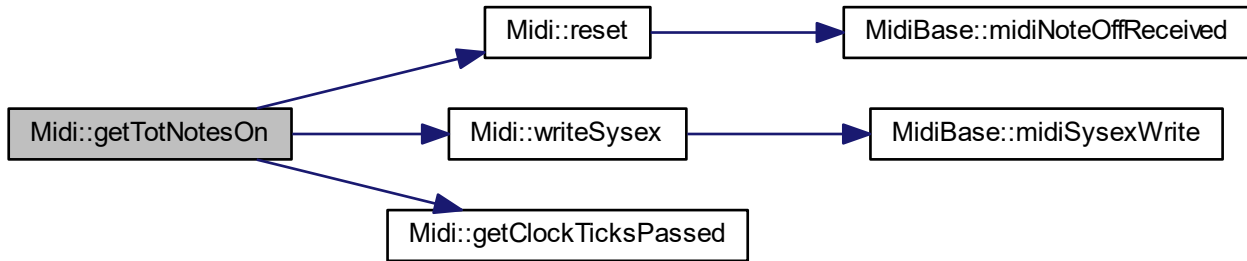 Midi::reset
MidiBase::midiNoteOffReceived
Midi::getTotNotesOn
Midi::writeSysex
MidiBase::midiSysexWrite
Midi::getClockTicksPassed